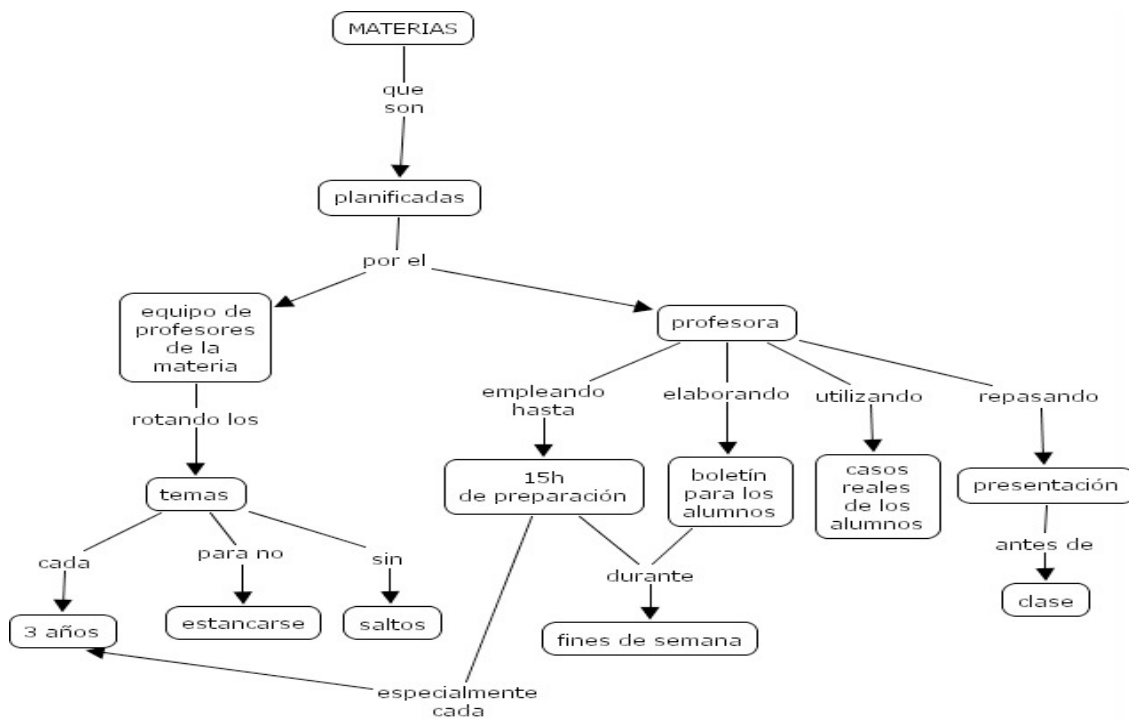 MATERIAS
que
son
planificadas
por el
equipo de
profesores
de la
materia
profesora
rotando los
empleando
hasta
elaborando
utilizando
repasando
temas
15h
de preparación
boletín
para los
alumnos
casos
reales
de los
alumnos
presentación
cada
para no
sin
durante
antes de
3 años
estancarse
saltos
fines de semana
clase
especialmente
cada